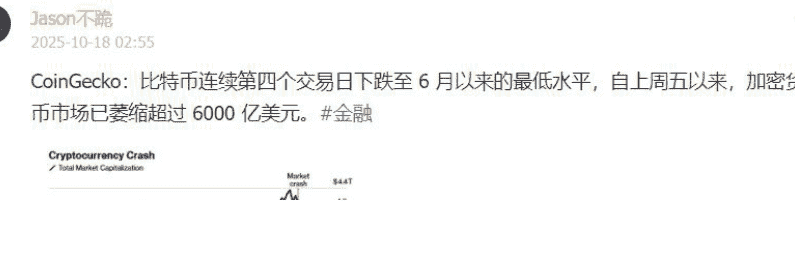 Jason不跪
2025-10-18 02:55
CoinGecko：比特币连续第四个交易日下跌至 6 月以来的最低水平，自上周五以来，加密货
币市场已萎缩超过 6000 亿美元。#金融
Cryptocurrency Crash
Total Market Capitalization
Market
crash
$4.4T